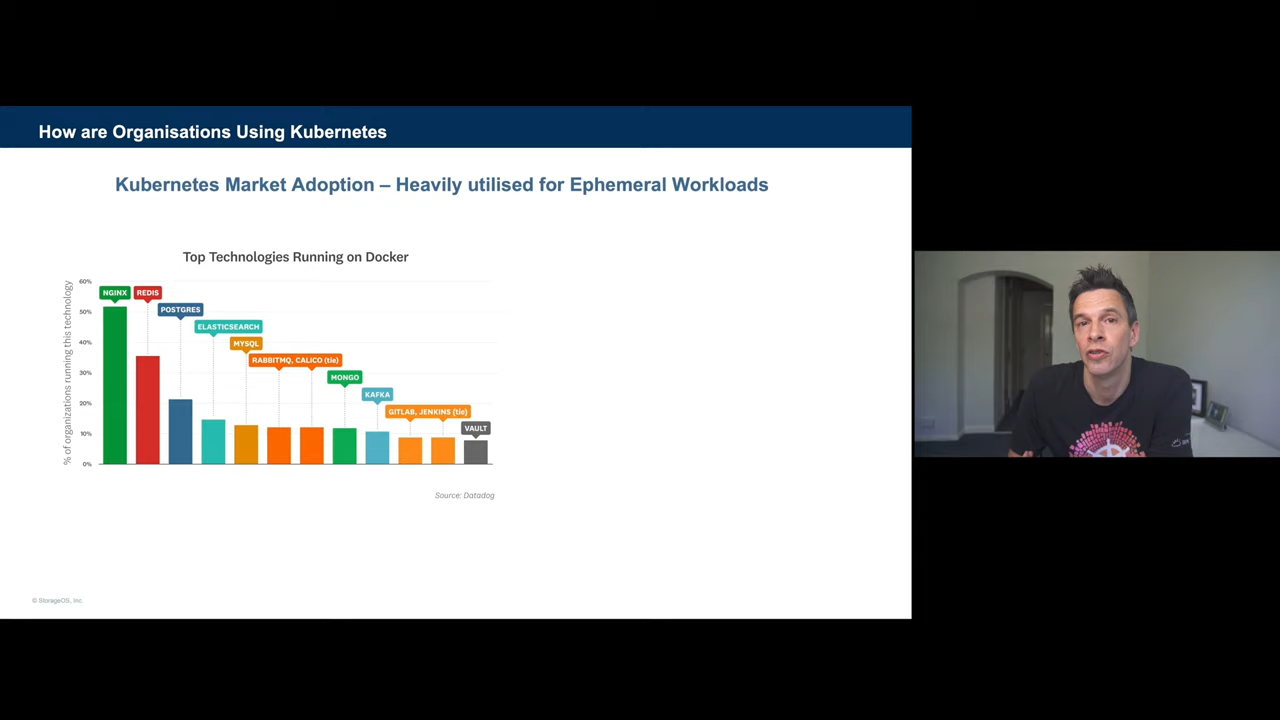 How are Organisations Using Kubernetes
Kubernetes Market Adoption – Heavily utilised for Ephemeral Workloads
Top Technologies Running on Docker
% of organizations running this technology
60%
50%
40%
30%
20%
10%
0%
NGINX
REDIS
POSTGRES
ELASTICSEARCH
MYSQL
RABBITMQ, CALICO (tie)
MONGO
KAFKA
GITLAB, JENKINS (tie)
VAULT
Source: Datadog
© StorageOS, Inc.